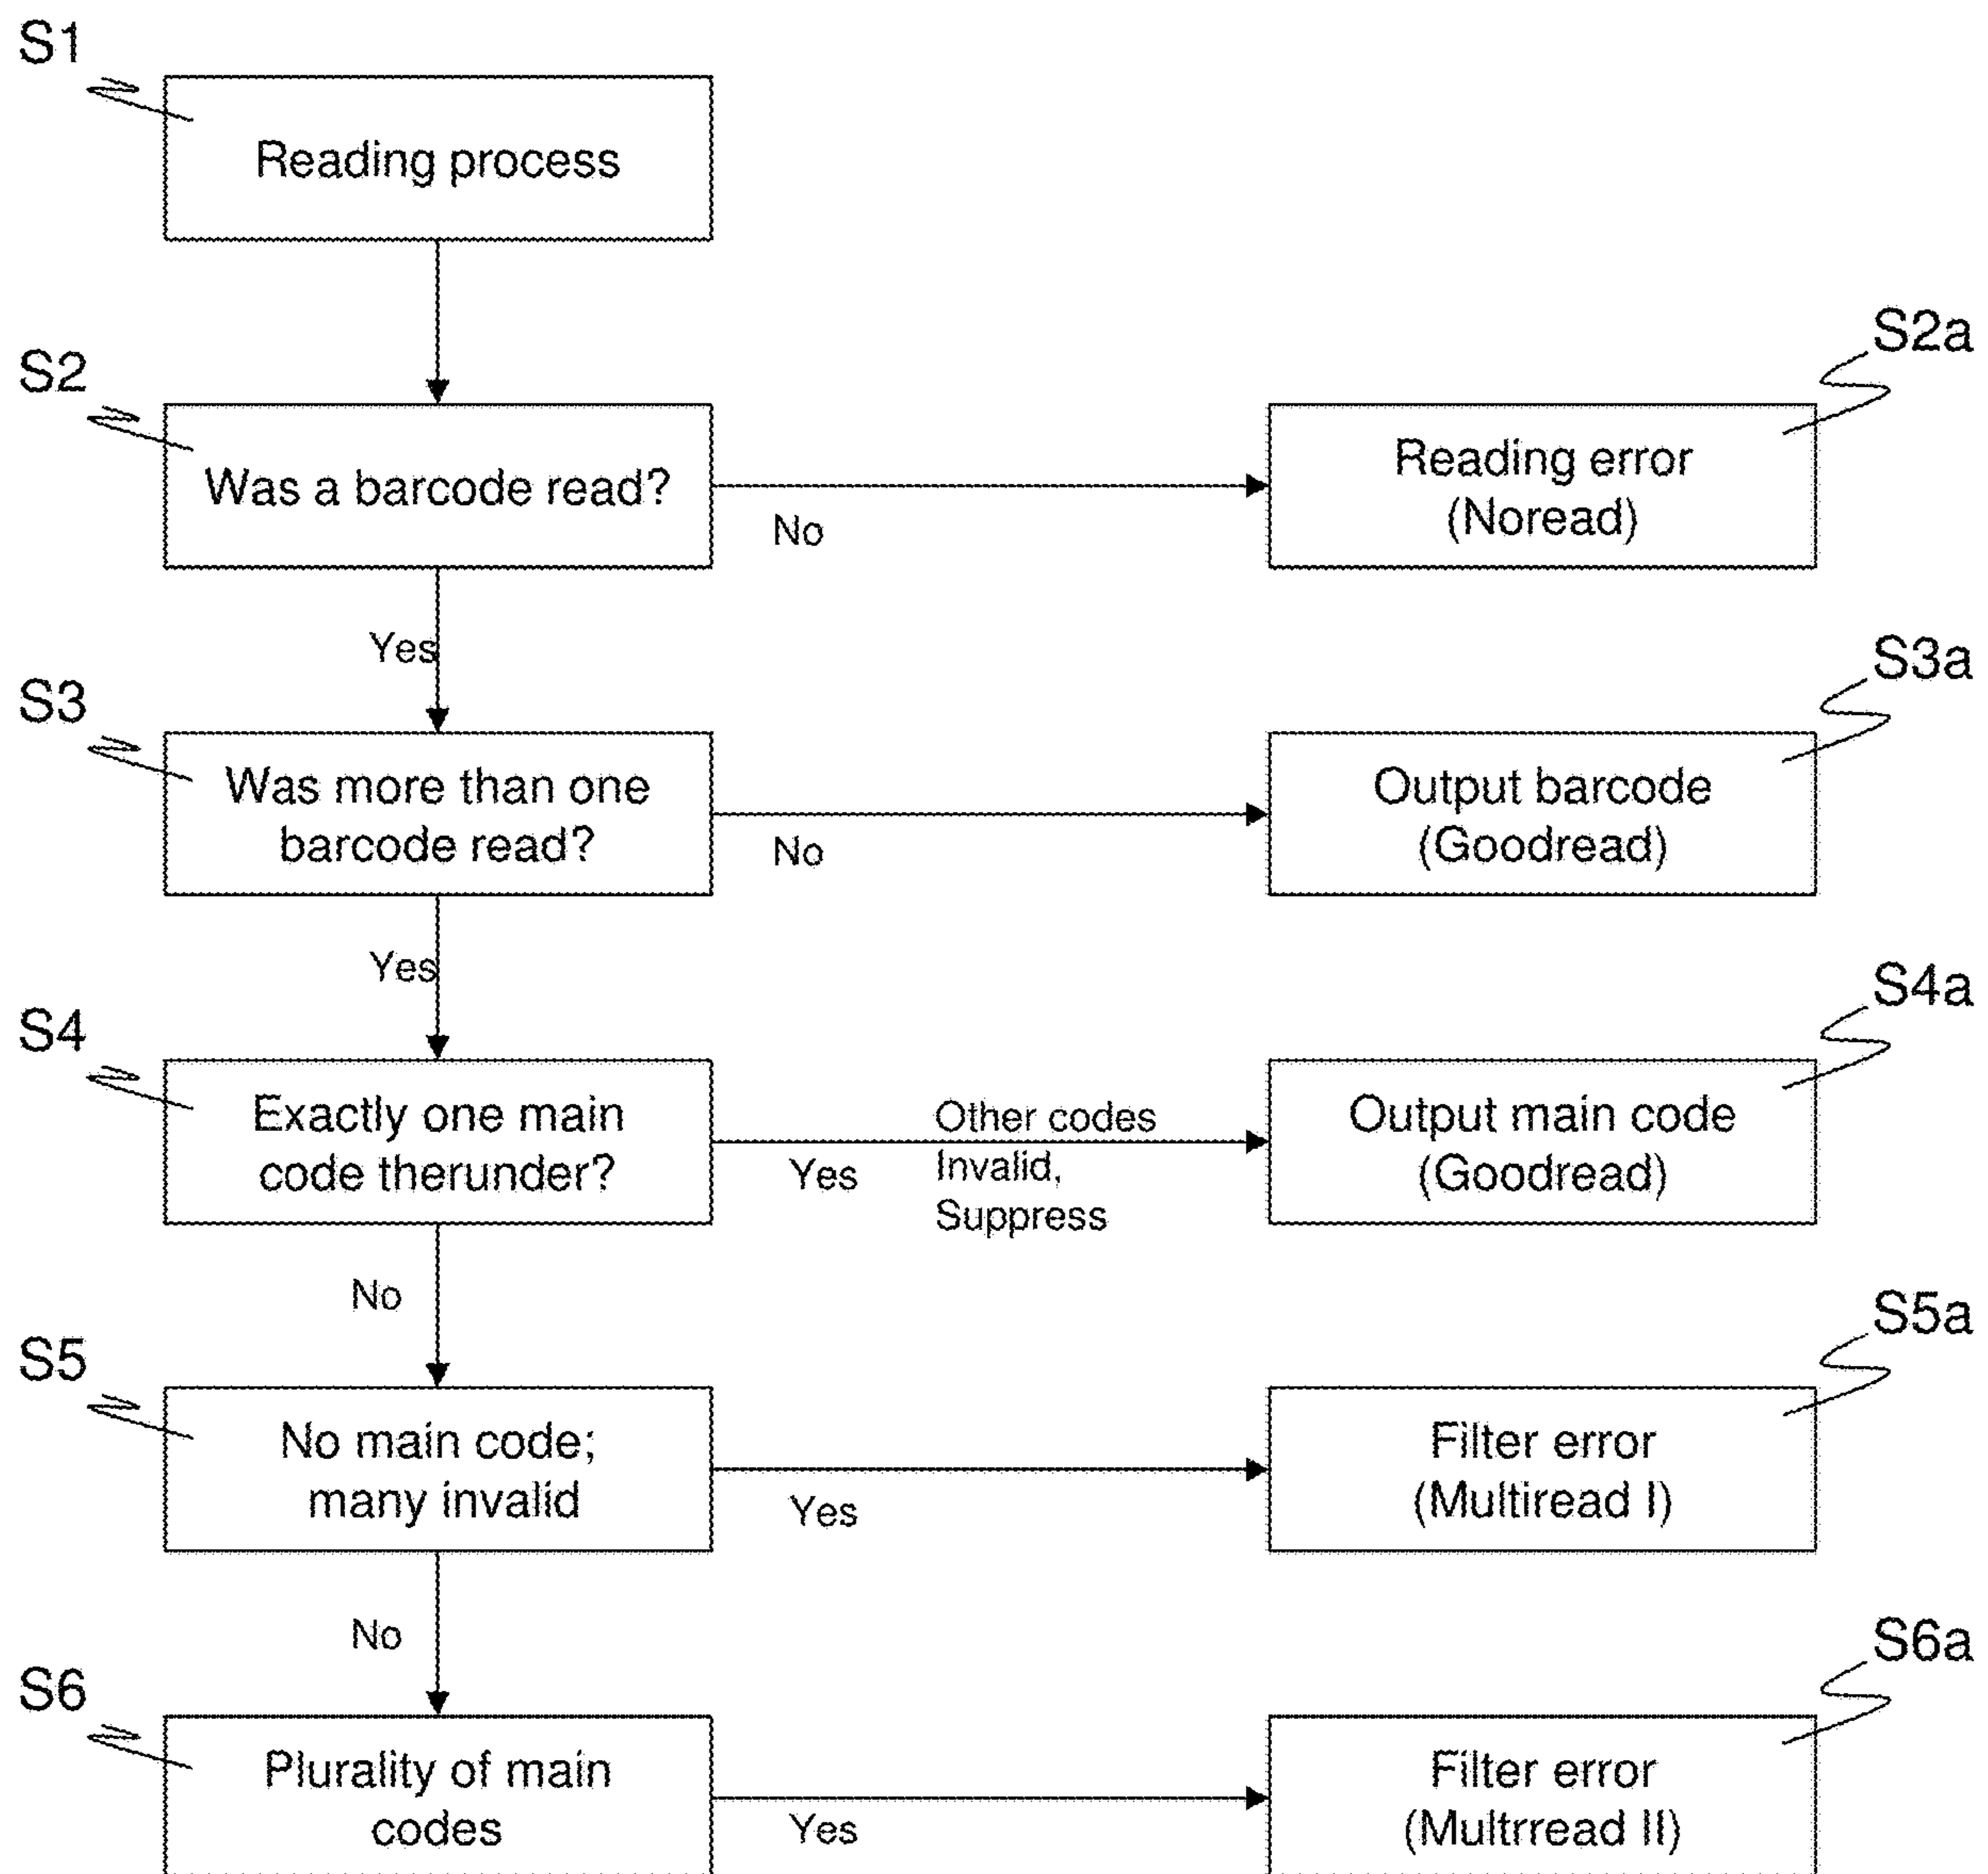 S1
Reading process
S2
Was a barcode read?
No
S2a
Reading error
(Noread)
Yes
S3
Was more than one
barcode read?
No
S3a
Output barcode
(Goodread)
Yes
S4
Exactly one main
code therunder?
Yes
Other codes
Invalid,
Suppress
S4a
Output main code
(Goodread)
No
S5
No main code;
many invalid
Yes
S5a
Filter error
(Multiread I)
No
S6
Plurality of main
codes
Yes
S6a
Filter error
(Multrread II)